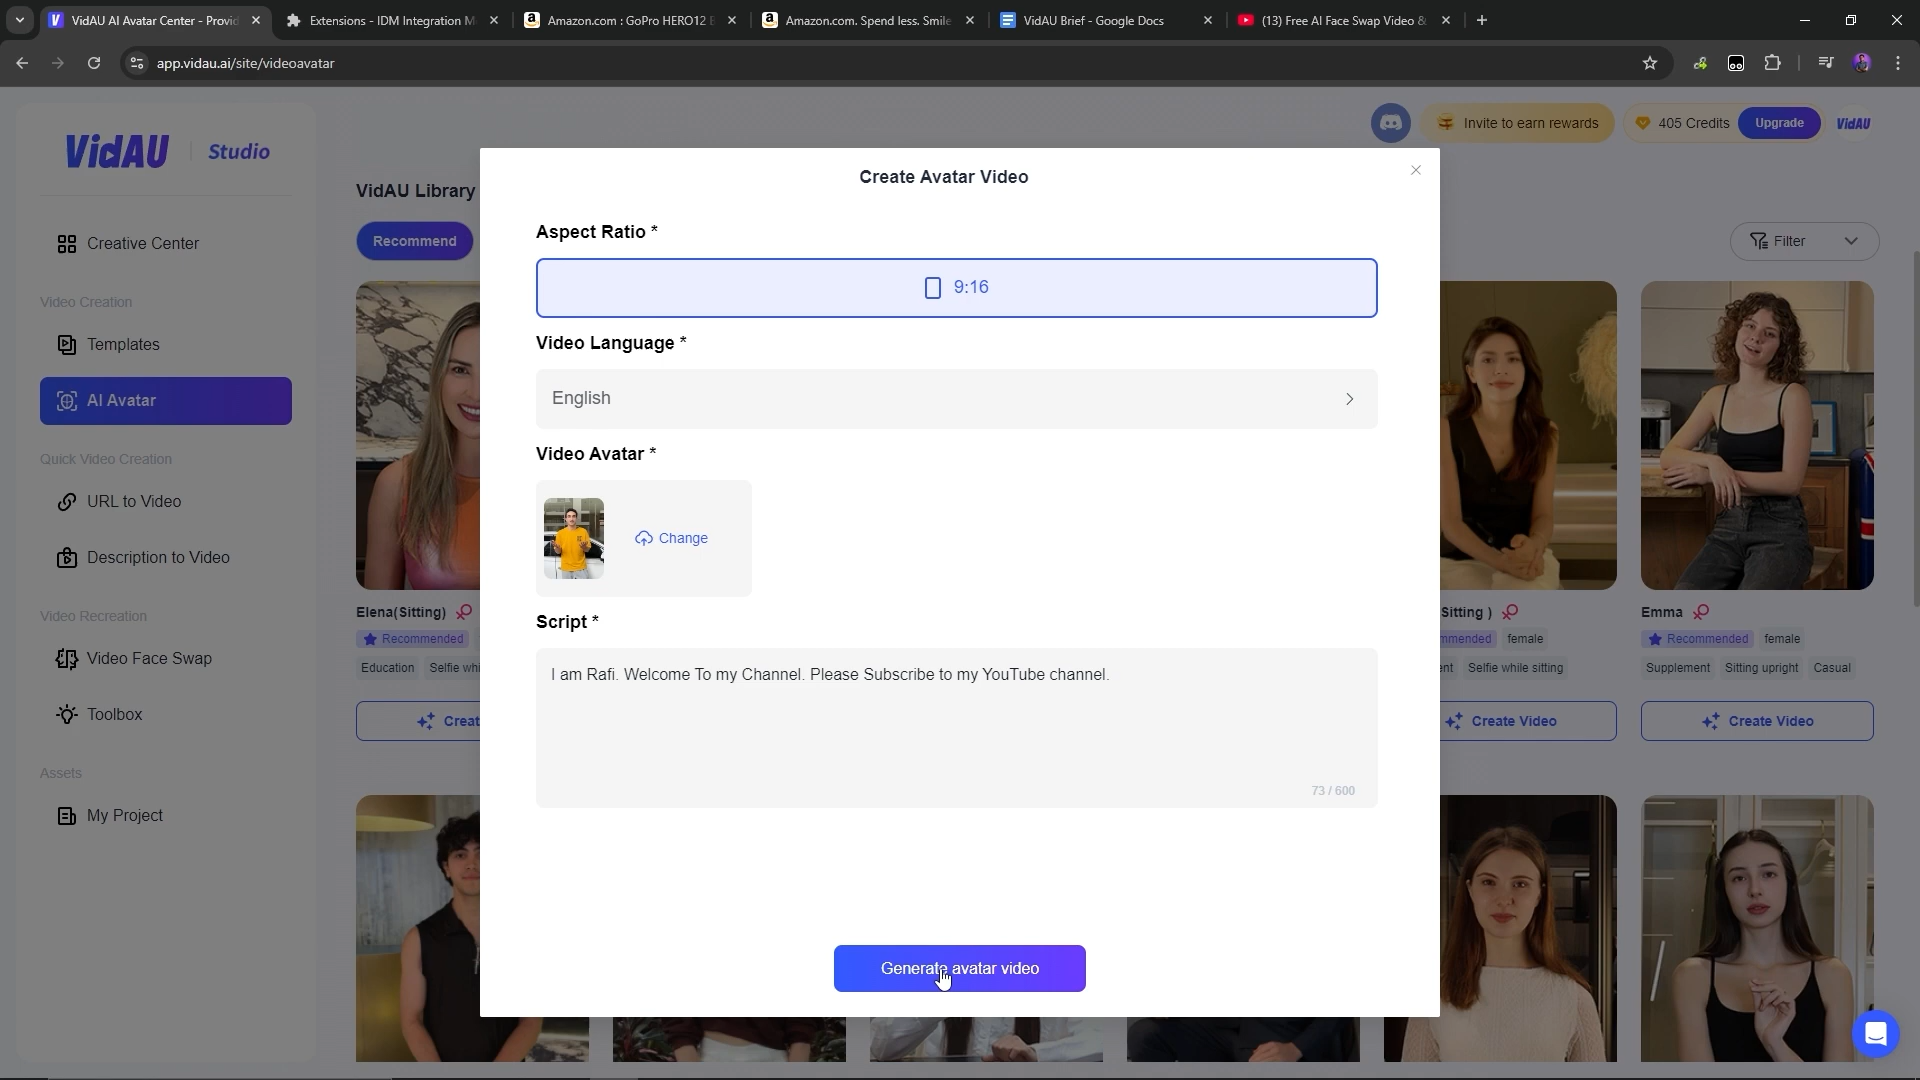 VidAU AI Avatar Center - Provid
Extensions - IDM Integration M
Amazon.com : GoPro HERO12 B
Amazon.com. Spend less. Smile
VidAU Brief - Google Docs
(13) Free AI Face Swap Video &
app.vidau.ai/site/videoavatar
VidAU Studio
Invite to earn rewards
405 Credits
Upgrade
VidAU
Creative Center
Video Creation
Templates
AI Avatar
Quick Video Creation
URL to Video
Description to Video
Video Recreation
Video Face Swap
Toolbox
Assets
My Project
VidAU Library
Recommend
Filter
Create Avatar Video
Aspect Ratio *
9:16
Video Language *
English
Video Avatar *
Change
Script *
I am Rafi. Welcome To my Channel. Please Subscribe to my YouTube channel.
73 / 600
Generate avatar video
Elena(Sitting)
Recommended
Education
Selfie whi
Creat
Sitting )
mmended
female
ent
Selfie while sitting
Create Video
Emma
Recommended
female
Supplement
Sitting upright
Casual
Create Video